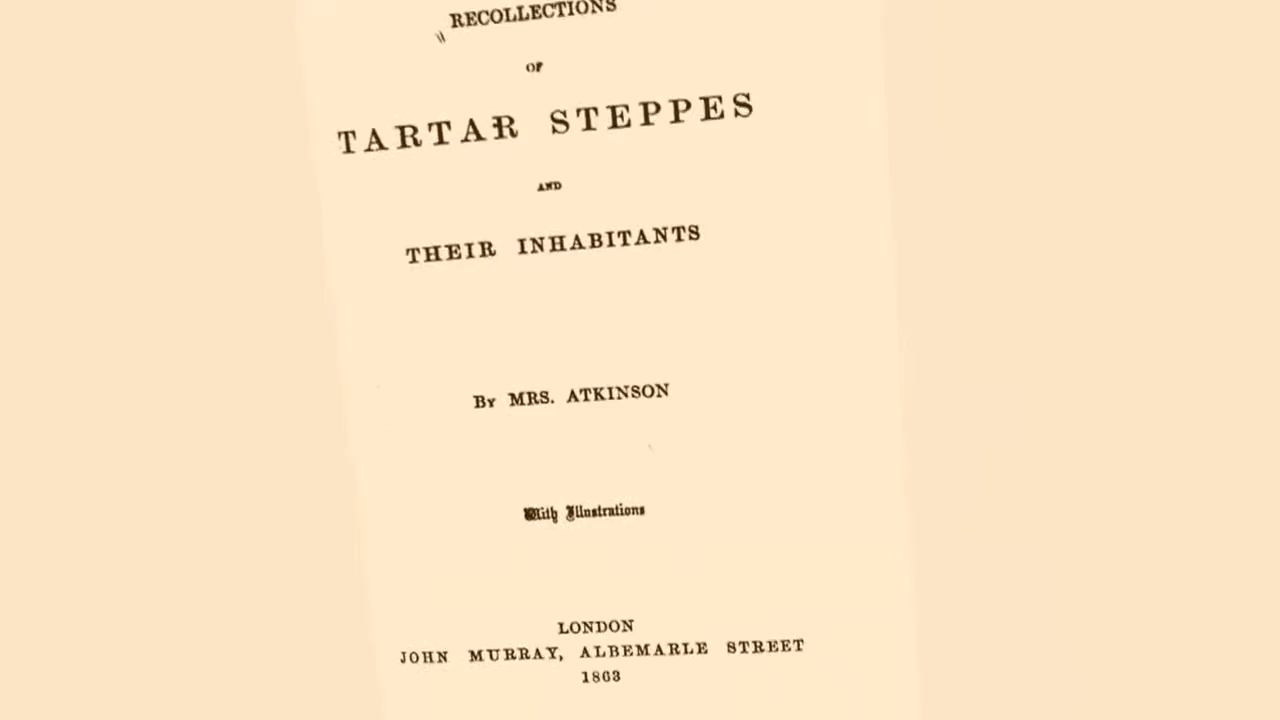 RECOLLECTIONS
OF
TARTAR STEPPES
AND
THEIR INHABITANTS
By MRS. ATKINSON
With Illustrations
LONDON
JOHN MURRAY, ALBEMARLE STREET
1863